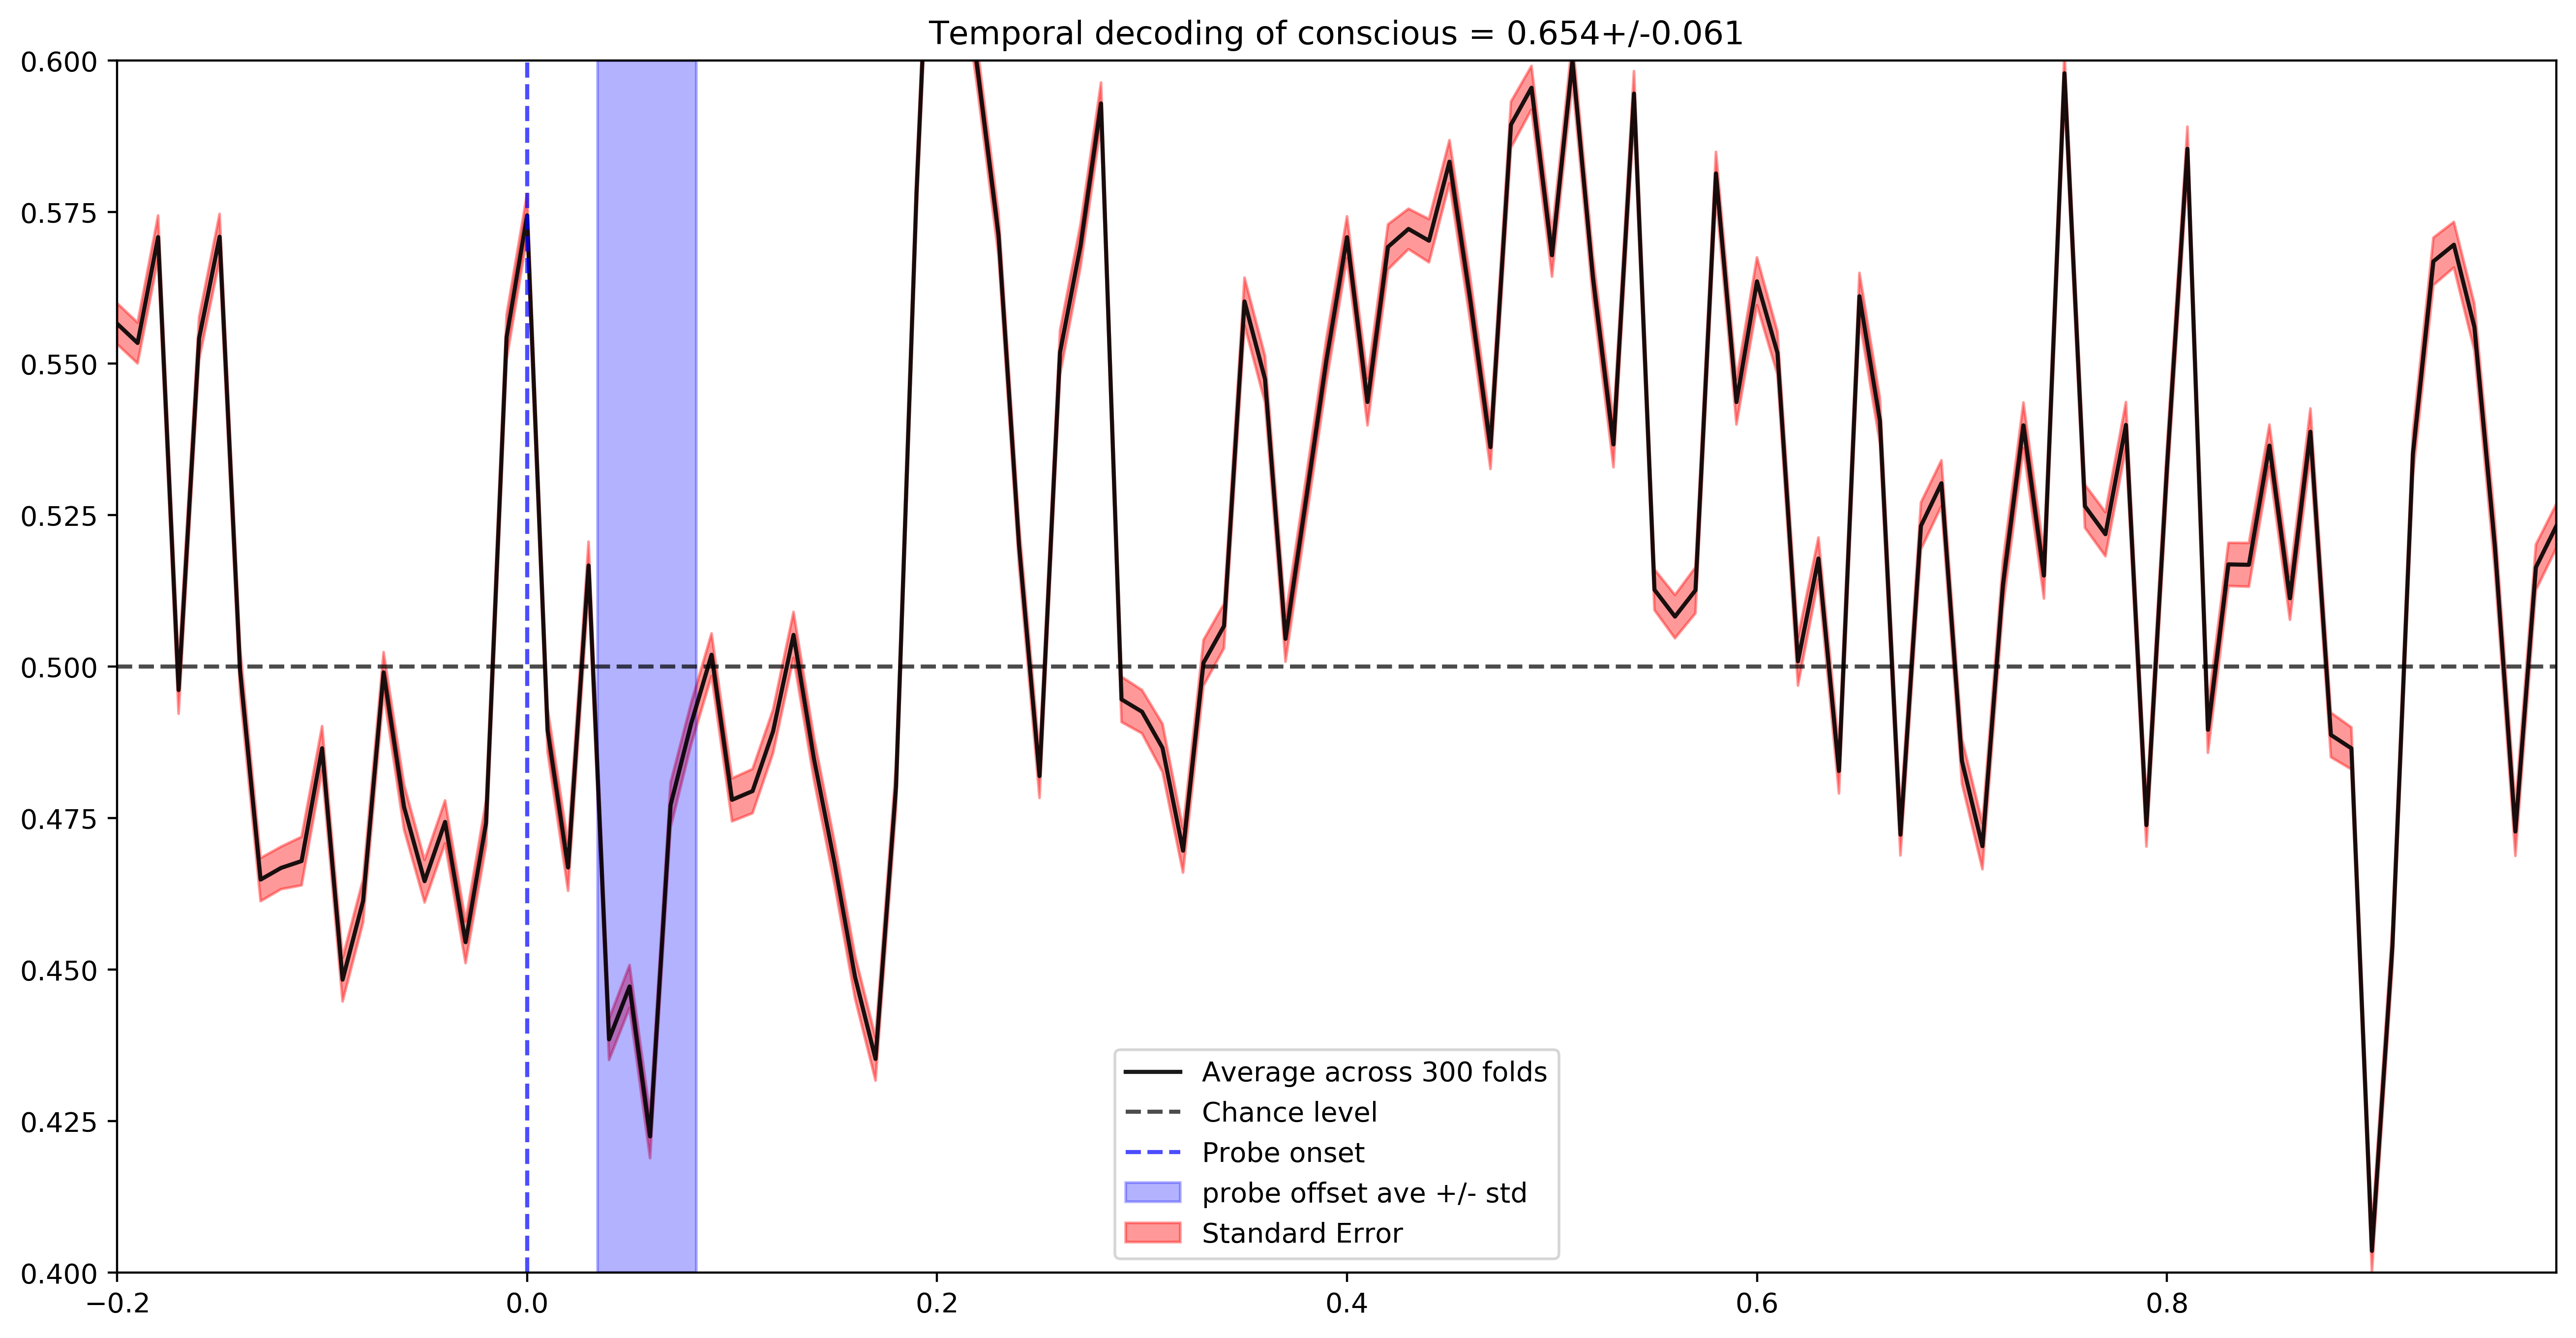 Temporal decoding of conscious = 0.654+/-0.061
0.600
0.575
0.550
0.525
0.500
0.475
0.450
0.425
0.400
−0.2
0.0
0.2
0.4
0.6
0.8
Average across 300 folds
Chance level
Probe onset
probe offset ave +/- std
Standard Error